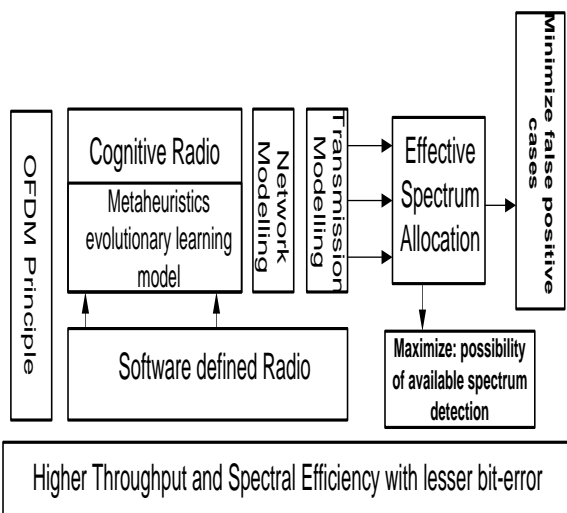 OFDM Principle
Cognitive Radio
Metaheuristics
evolutionary learning
model
Software defined Radio
Network
Modelling
Transmission
Modelling
Effective
Spectrum
Allocation
Minimize false positive
cases
Maximize: possibility
of available spectrum
detection
Higher Throughput and Spectral Efficiency with lesser bit-error